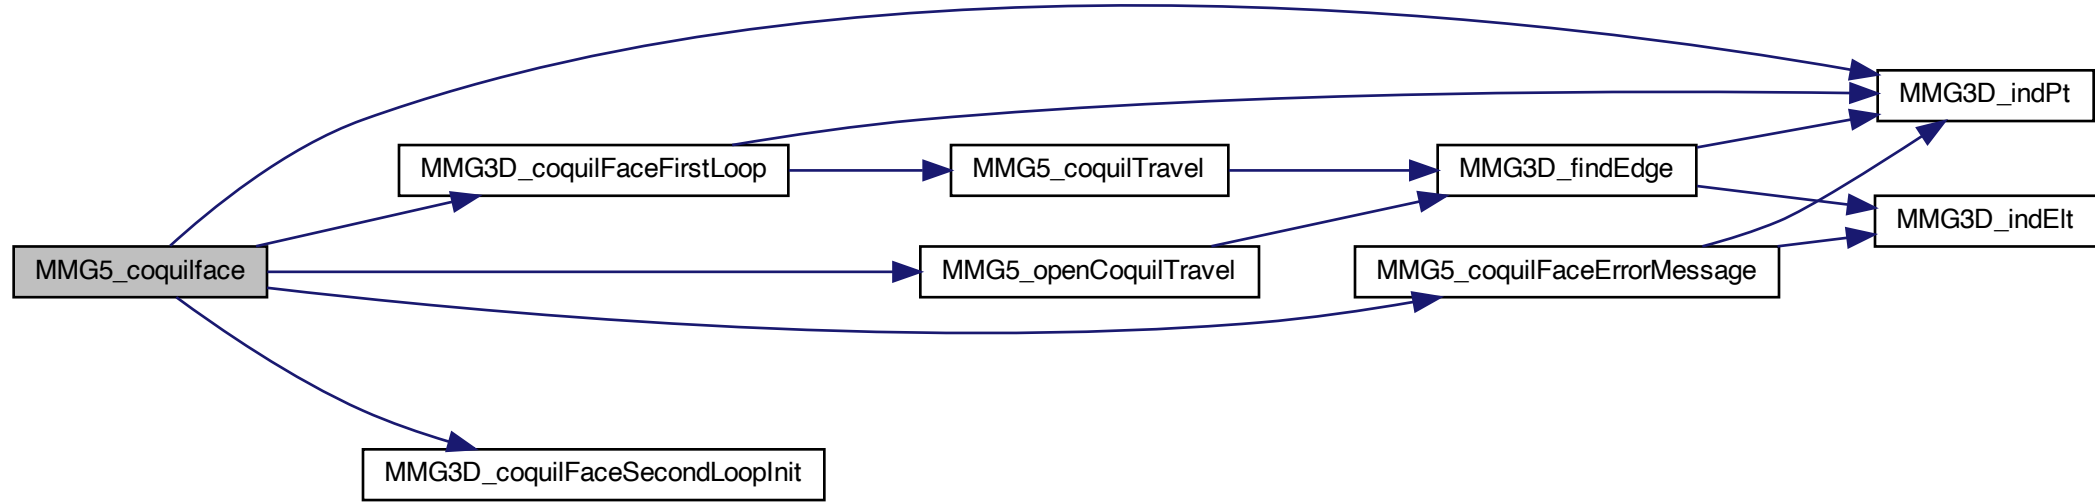 MMG3D_indPt
MMG3D_coquilFaceFirstLoop
MMG5_coquilTravel
MMG3D_findEdge
MMG3D_indElt
MMG5_coquilface
MMG5_openCoquilTravel
MMG5_coquilFaceErrorMessage
MMG3D_coquilFaceSecondLoopInit